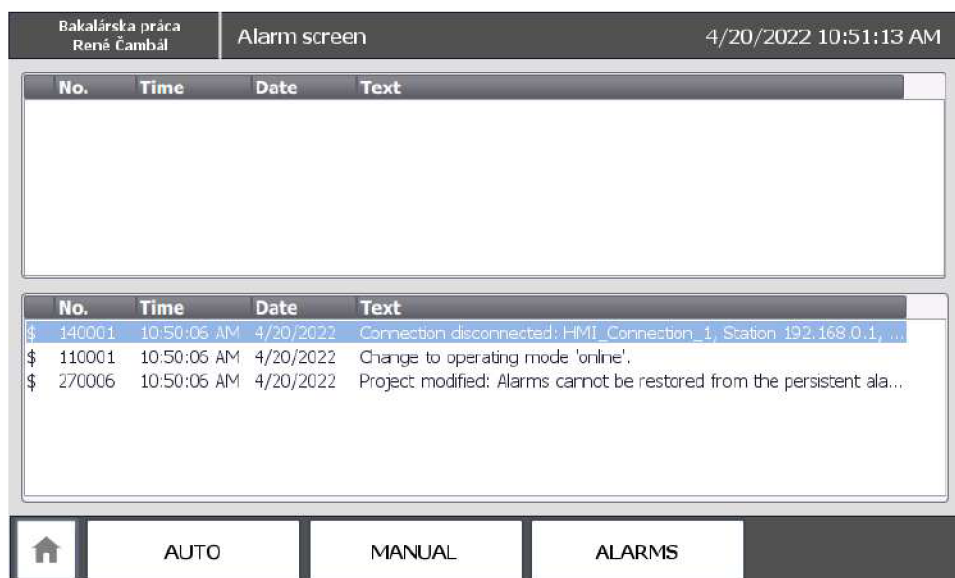 Bakalárska práca
René Čambál
Alarm screen
4/20/2022 10:51:13 AM
No. Time Date Text
No. Time Date Text
$ 140001 10:50:06 AM 4/20/2022 Connection disconnected: HMI_Connection_1, Station 192.168.0.1, ...
$ 110001 10:50:06 AM 4/20/2022 Change to operating mode 'online'.
$ 270006 10:50:06 AM 4/20/2022 Project modified: Alarms cannot be restored from the persistent ala...
AUTO MANUAL ALARMS